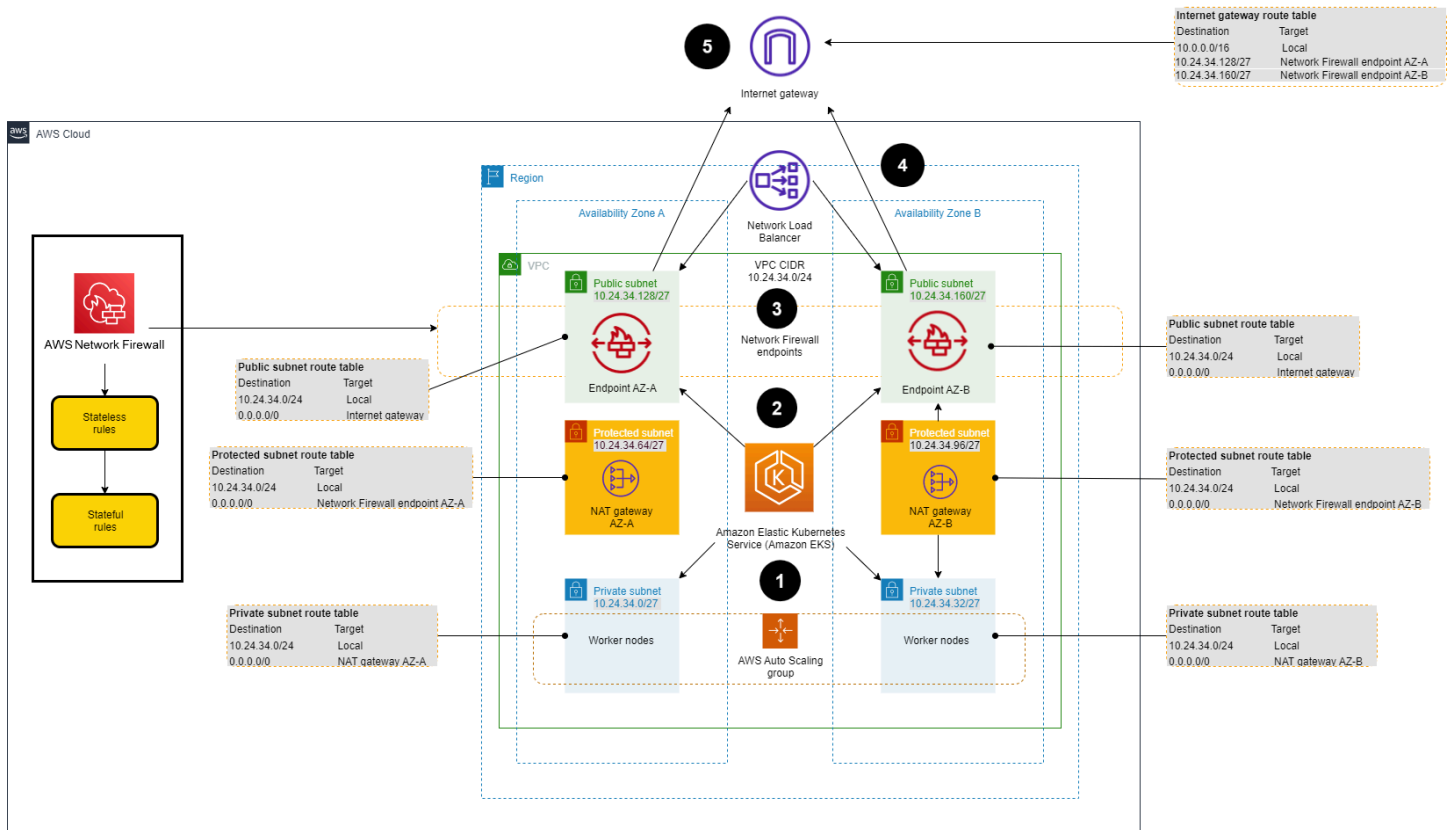 5
Internet gateway
Internet gateway route table
Destination Target
10.0.0.0/16 Local
10.24.34.128/27 Network Firewall endpoint AZ-A
10.24.34.160/27 Network Firewall endpoint AZ-B
aws
AWS Cloud
4
Region
Availability Zone A
Availability Zone B
Network Load
Balancer
VPC
VPC CIDR
10.24.34.0/24
Public subnet
10.24.34.128/27
Endpoint AZ-A
Public subnet
10.24.34.160/27
Endpoint AZ-B
3
Network Firewall
endpoints
AWS Network Firewall
Stateless
rules
Stateful
rules
Public subnet route table
Destination Target
10.24.34.0/24 Local
0.0.0.0/0 Internet gateway
Public subnet route table
Destination Target
10.24.34.0/24 Local
0.0.0.0/0 Internet gateway
2
Protected subnet
10.24.34.64/27
NAT gateway
AZ-A
Protected subnet
10.24.34.96/27
NAT gateway
AZ-B
K
Amazon Elastic Kubernetes
Service (Amazon EKS)
Protected subnet route table
Destination Target
10.24.34.0/24 Local
0.0.0.0/0 Network Firewall endpoint AZ-A
Protected subnet route table
Destination Target
10.24.34.0/24 Local
0.0.0.0/0 Network Firewall endpoint AZ-B
1
Private subnet
10.24.34.0/27
Worker nodes
Private subnet
10.24.34.32/27
Worker nodes
AWS Auto Scaling
group
Private subnet route table
Destination Target
10.24.34.0/24 Local
0.0.0.0/0 NAT gateway AZ-A
Private subnet route table
Destination Target
10.24.34.0/24 Local
0.0.0.0/0 NAT gateway AZ-B